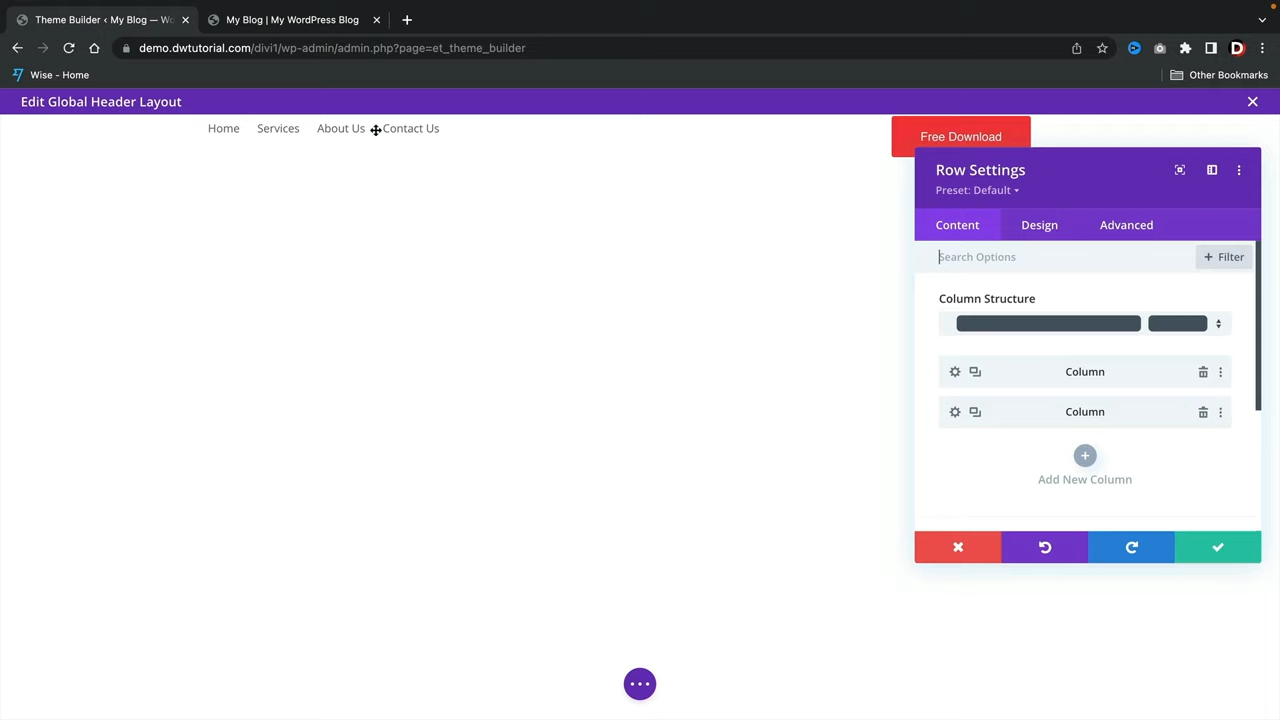 Theme Builder ‹ My Blog — Wo
My Blog | My WordPress Blog
demo.dwtutorial.com/divi1/wp-admin/admin.php?page=et_theme_builder
D
Wise - Home
Other Bookmarks
Edit Global Header Layout
Home
Services
About Us
Contact Us
Free Download
Row Settings
Preset: Default
Content
Design
Advanced
Search Options
+ Filter
Column Structure
Column
Column
Add New Column